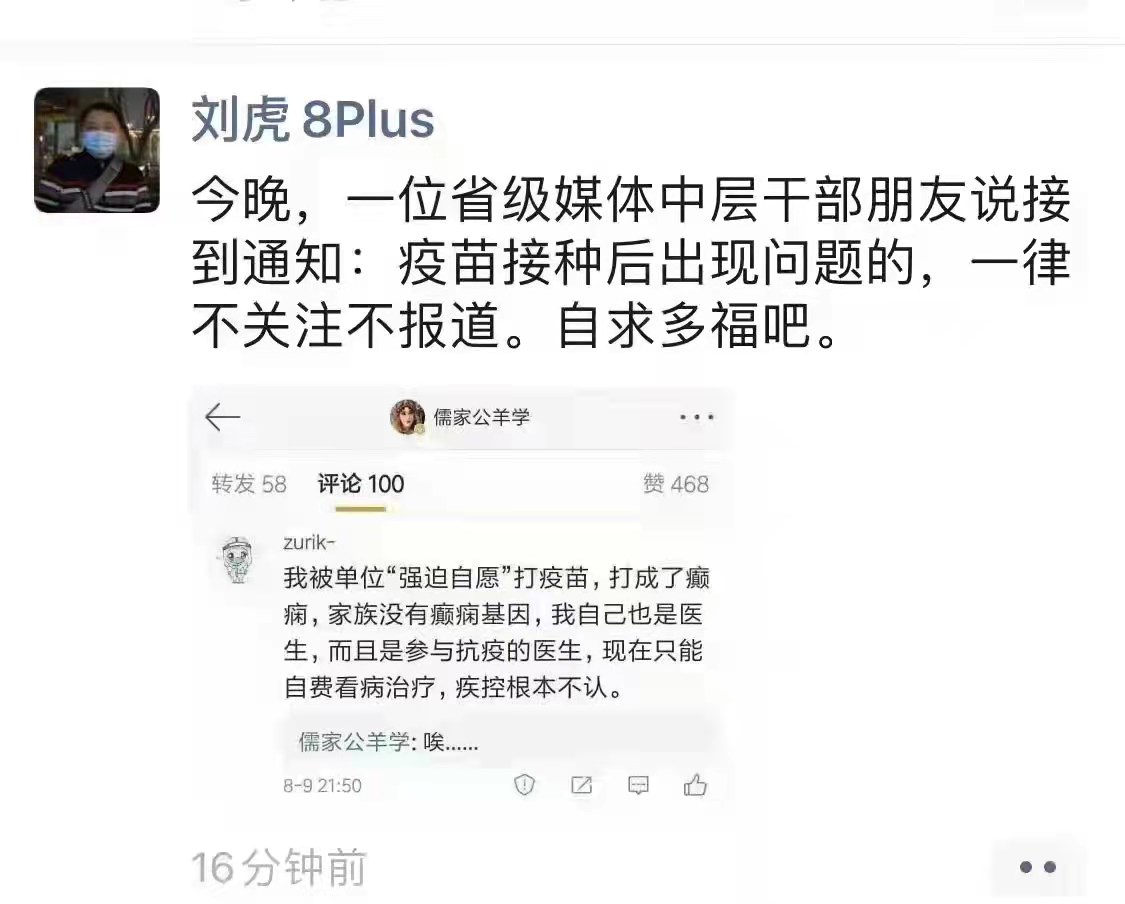 刘虎 8Plus
今晚，一位省级媒体中层干部朋友说接
到通知：疫苗接种后出现问题的，一律
不关注不报道。自求多福吧。
儒家公羊学
转发 58 评论 100 赞 468
zurik-
我被单位“强迫自愿”打疫苗，打成了癫
痫，家族没有癫痫基因，我自己也是医
生，而且是参与抗疫的医生，现在只能
自费看病治疗，疾控根本不认。
儒家公羊学: 唉......
8-9 21:50
16分钟前